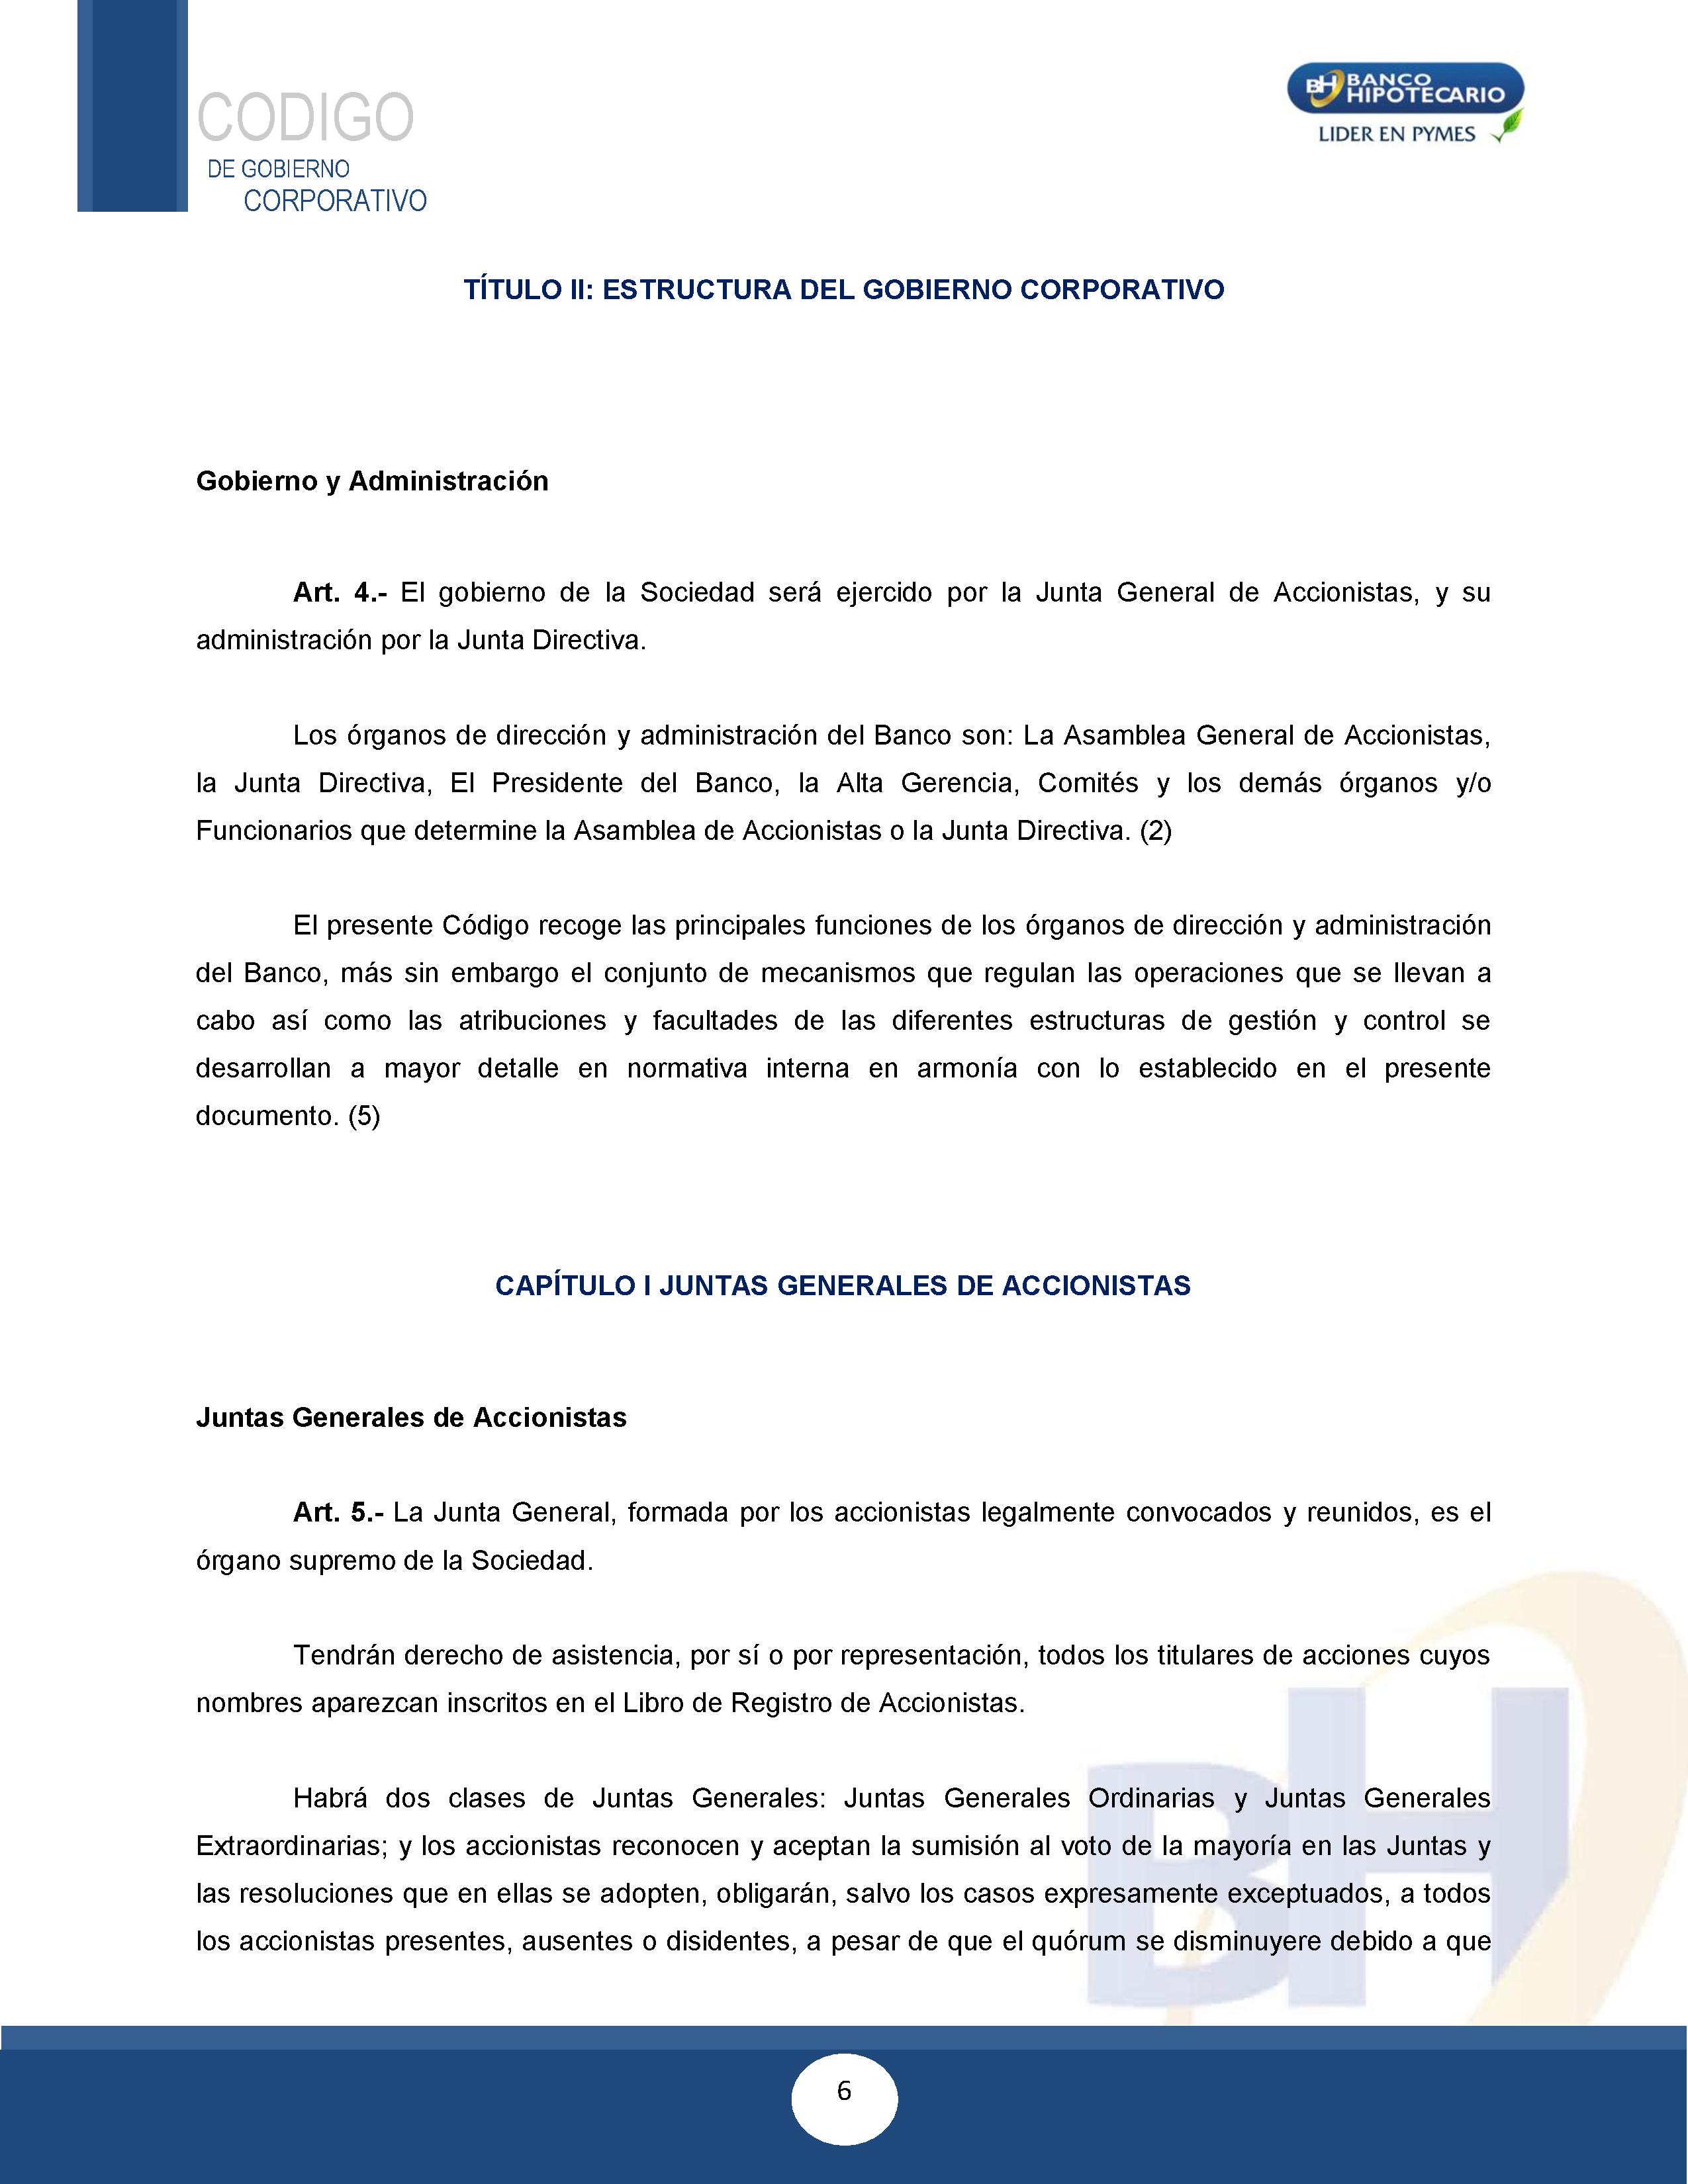 CODIGO
DE GOBIERNO
CORPORATIVO
BH BANCO
HIPOTECARIO
LIDER EN PYMES
TÍTULO II: ESTRUCTURA DEL GOBIERNO CORPORATIVO
Gobierno y Administración
Art. 4.- El gobierno de la Sociedad será ejercido por la Junta General de Accionistas, y su
administración por la Junta Directiva.
Los órganos de dirección y administración del Banco son: La Asamblea General de Accionistas,
la Junta Directiva, El Presidente del Banco, la Alta Gerencia, Comités y los demás órganos y/o
Funcionarios que determine la Asamblea de Accionistas o la Junta Directiva. (2)
El presente Código recoge las principales funciones de los órganos de dirección y administración
del Banco, más sin embargo el conjunto de mecanismos que regulan las operaciones que se llevan a
cabo así como las atribuciones y facultades de las diferentes estructuras de gestión y control se
desarrollan a mayor detalle en normativa interna en armonía con lo establecido en el presente
documento. (5)
CAPÍTULO I JUNTAS GENERALES DE ACCIONISTAS
Juntas Generales de Accionistas
Art. 5.- La Junta General, formada por los accionistas legalmente convocados y reunidos, es el
órgano supremo de la Sociedad.
Tendrán derecho de asistencia, por sí o por representación, todos los titulares de acciones cuyos
nombres aparezcan inscritos en el Libro de Registro de Accionistas.
Habrá dos clases de Juntas Generales: Juntas Generales Ordinarias y Juntas Generales
Extraordinarias; y los accionistas reconocen y aceptan la sumisión al voto de la mayoría en las Juntas y
las resoluciones que en ellas se adopten, obligarán, salvo los casos expresamente exceptuados, a todos
los accionistas presentes, ausentes o disidentes, a pesar de que el quórum se disminuyere debido a que
BH
6